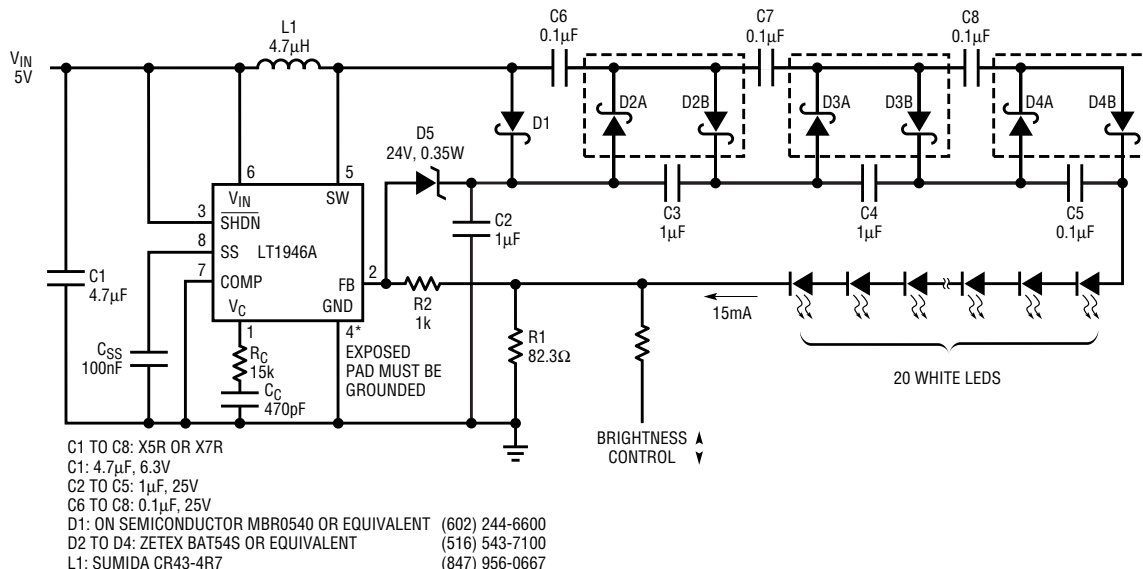 L1
4.7µH
C6
0.1µF
C7
0.1µF
C8
0.1µF
VIN
5V
D5
24V, 0.35W
D1
D2A
D2B
D3A
D3B
D4A
D4B
6
5
VIN
SW
3
SHDN
8
SS
LT1946A
7
COMP
FB
2
VC
GND
1
4*
C1
4.7µF
CSS
100nF
RC
15k
CC
470pF
EXPOSED
PAD MUST BE
GROUNDED
C2
1µF
R2
1k
R1
82.3Ω
C3
1µF
C4
1µF
C5
0.1µF
15mA
20 WHITE LEDS
BRIGHTNESS
CONTROL
C1 TO C8: X5R OR X7R
C1: 4.7µF, 6.3V
C2 TO C5: 1µF, 25V
C6 TO C8: 0.1µF, 25V
D1: ON SEMICONDUCTOR MBR0540 OR EQUIVALENT (602) 244-6600
D2 TO D4: ZETEX BAT54S OR EQUIVALENT (516) 543-7100
L1: SUMIDA CR43-4R7 (847) 956-0667